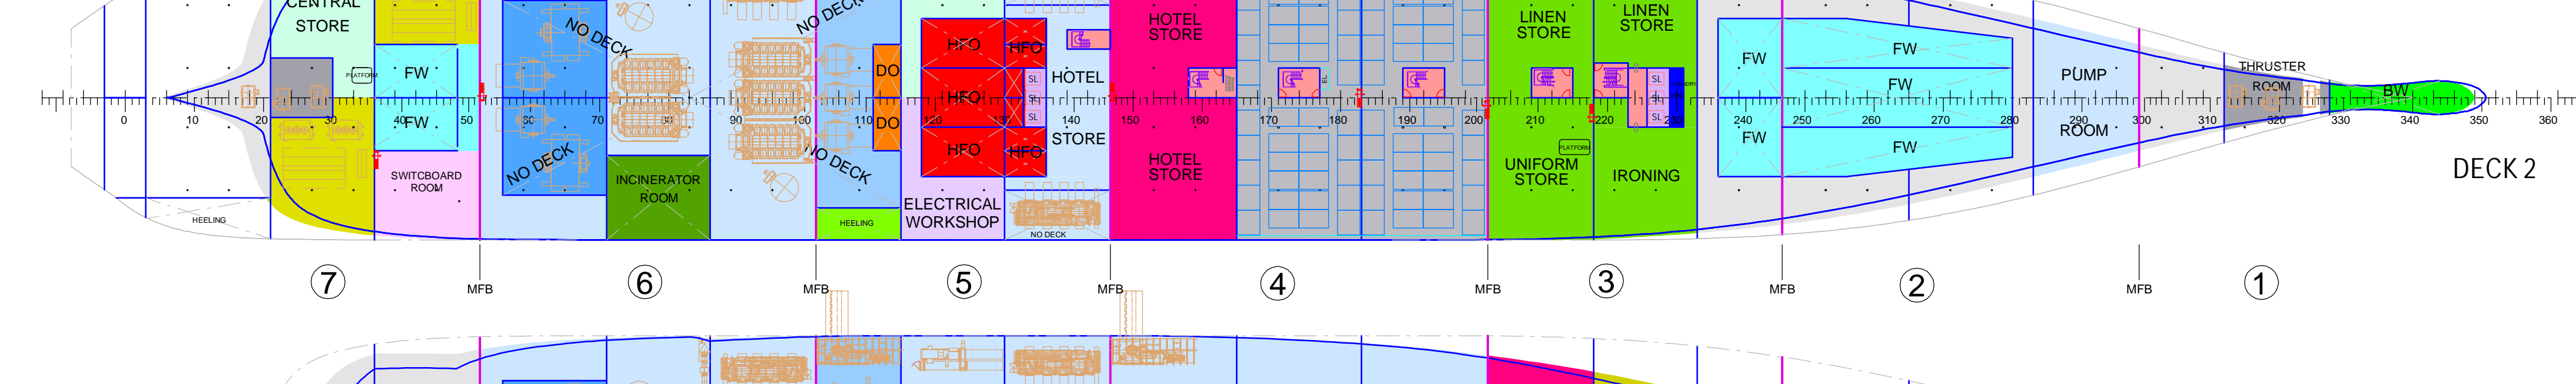 CENTRAL
STORE
NO DECK
NO DECK
HFO
HFO
HOTEL
STORE
LINEN
STORE
LINEN
STORE
PLATFORM
FW
DO
HOTEL
SL
EL
SL
FW
FW
FW
PUMP
THRUSTER
ROOM
HFO
SL
SL
BW
0 10 20 30 40 50 60 70 80 90 100 110 120 130 140 150 160 170 180 190 200 210 220 230 240 250 260 270 280 290 300 310 320 330 340 350 360
FW
DO
SL
SL
ROOM
STORE
FW
FW
HFO
HFO
PLATFORM
NO DECK
NO DECK
HOTEL
STORE
UNIFORM
STORE
IRONING
DECK 2
SWITCBOARD
ROOM
INCINERATOR
ROOM
ELECTRICAL
WORKSHOP
HEELING
HEELING
NO DECK
7 6 5 4 3 2 1
MFB MFB MFB MFB MFB MFB